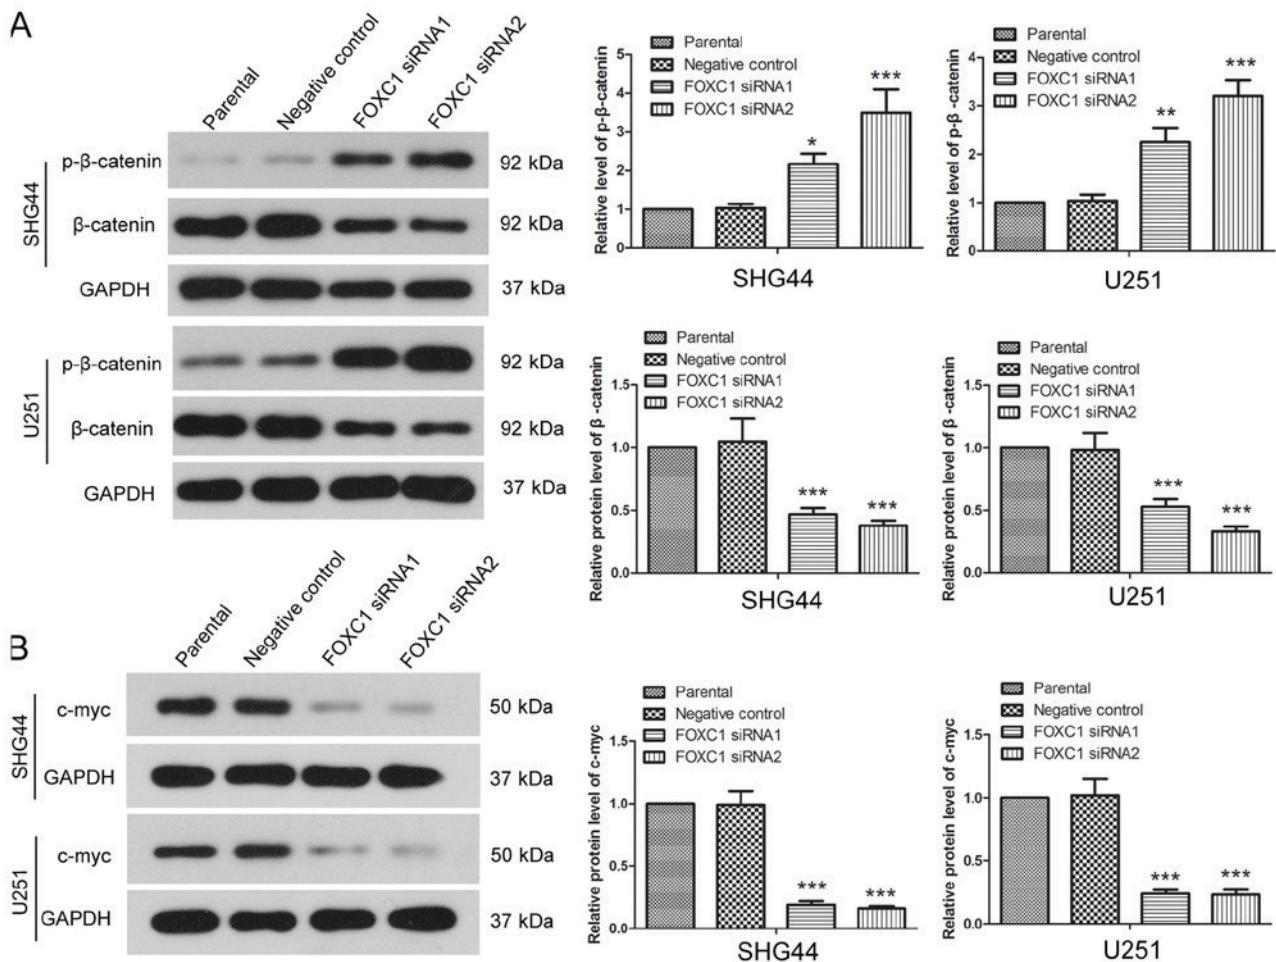 A
Parental
Negative control
FOXC1 siRNA1
FOXC1 siRNA2
SHG44
p-β-catenin
92 kDa
β-catenin
92 kDa
GAPDH
37 kDa
U251
p-β-catenin
92 kDa
β-catenin
92 kDa
GAPDH
37 kDa
Relative level of p-β-catenin
5
4
3
2
1
0
Parental
Negative control
FOXC1 siRNA1
FOXC1 siRNA2
*
***
SHG44
Relative level of p-β -catenin
4
3
2
1
0
Parental
Negative control
FOXC1 siRNA1
FOXC1 siRNA2
**
***
U251
Relative protein level of β -catenin
1.5
1.0
0.5
0.0
Parental
Negative control
FOXC1 siRNA1
FOXC1 siRNA2
***
***
SHG44
Relative protein level of β -catenin
1.5
1.0
0.5
0.0
Parental
Negative control
FOXC1 siRNA1
FOXC1 siRNA2
***
***
U251
B
Parental
Negative control
FOXC1 siRNA1
FOXC1 siRNA2
SHG44
c-myc
50 kDa
GAPDH
37 kDa
U251
c-myc
50 kDa
GAPDH
37 kDa
Relative protein level of c-myc
1.5
1.0
0.5
0.0
Parental
Negative control
FOXC1 siRNA1
FOXC1 siRNA2
***
***
SHG44
Relative protein level of c-myc
1.5
1.0
0.5
0.0
Parental
Negative control
FOXC1 siRNA1
FOXC1 siRNA2
***
***
U251